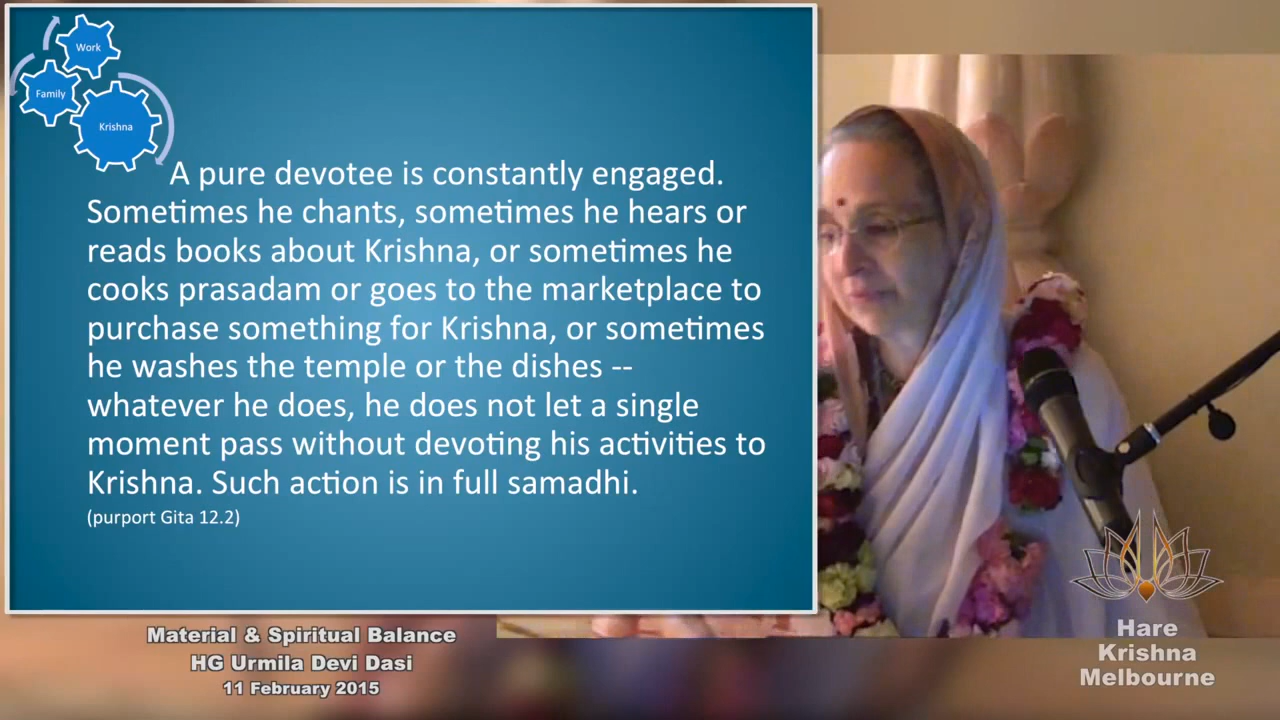 Work
Family
Krishna
A pure devotee is constantly engaged.
Sometimes he chants, sometimes he hears or
reads books about Krishna, or sometimes he
cooks prasadam or goes to the marketplace to
purchase something for Krishna, or sometimes
he washes the temple or the dishes --
whatever he does, he does not let a single
moment pass without devoting his activities to
Krishna. Such action is in full samadhi.
(purport Gita 12.2)
Material & Spiritual Balance
HG Urmila Devi Dasi
11 February 2015
Hare
Krishna
Melbourne